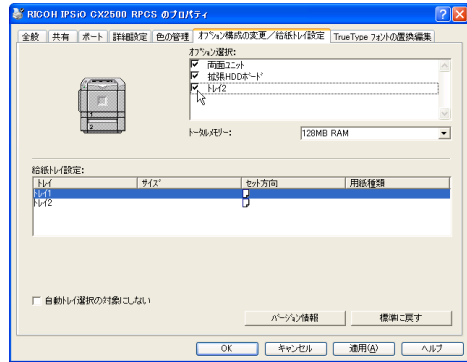 RICOH IPSiO CX2500 RPCS のプロパティ
全般 共有 ポート 詳細設定 色の管理 オプション構成の変更／給紙トレイ設定 TrueType フォントの置換編集
オプション選択:
両面ユニット
拡張HDDボード
トレイ2
1
2
トータルメモリー: 128MB RAM
給紙トレイ設定:
トレイ サイズ セット方向 用紙種類
トレイ1
トレイ2
自動トレイ選択の対象にしない
バージョン情報 標準に戻す
OK キャンセル 適用(A) ヘルプ